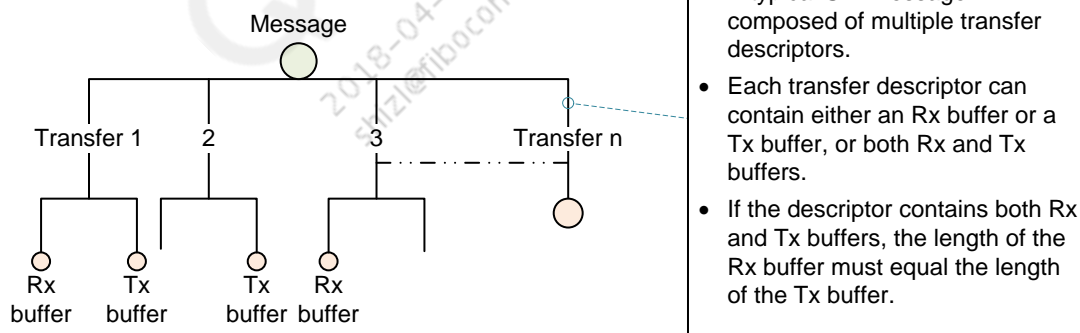 Message
Transfer 1
2
3
Transfer n
Rx
buffer
Tx
buffer
Tx
buffer
Rx
buffer
composed of multiple transfer
descriptors.
• Each transfer descriptor can
contain either an Rx buffer or a
Tx buffer, or both Rx and Tx
buffers.
• If the descriptor contains both Rx
and Tx buffers, the length of the
Rx buffer must equal the length
of the Tx buffer.